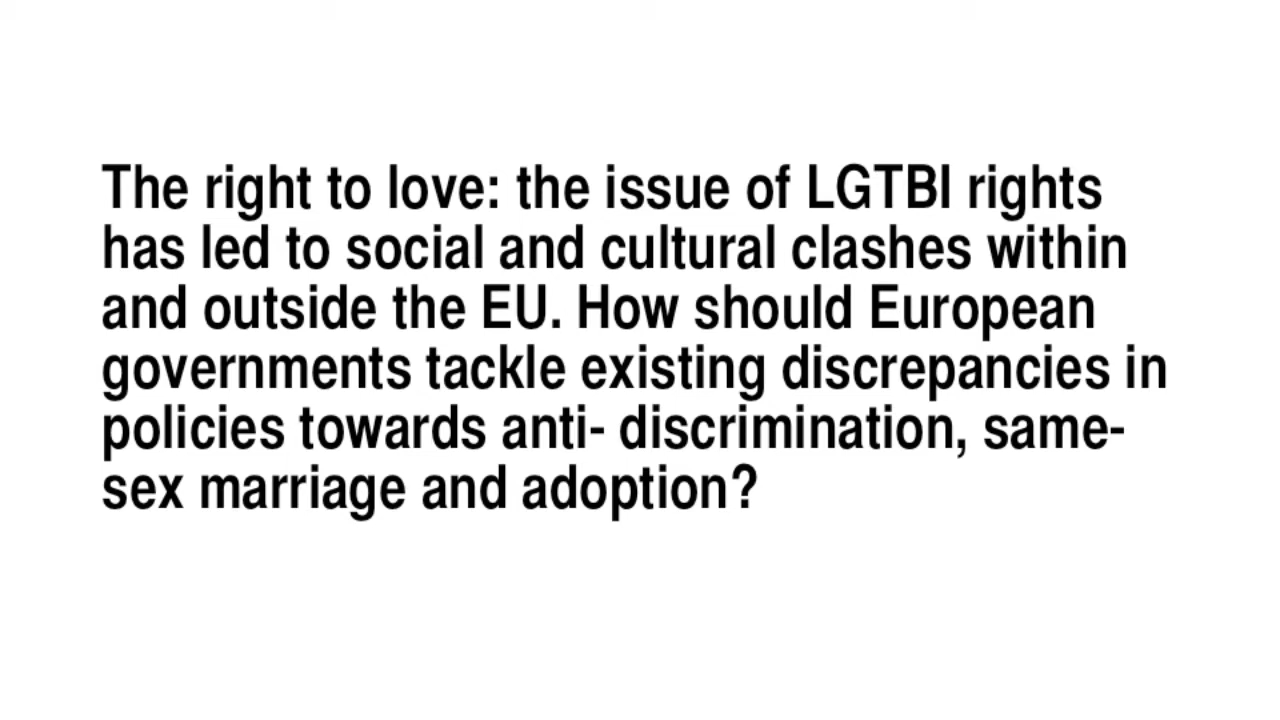 The right to love: the issue of LGTBI rights
has led to social and cultural clashes within
and outside the EU. How should European
governments tackle existing discrepancies in
policies towards anti- discrimination, same-
sex marriage and adoption?